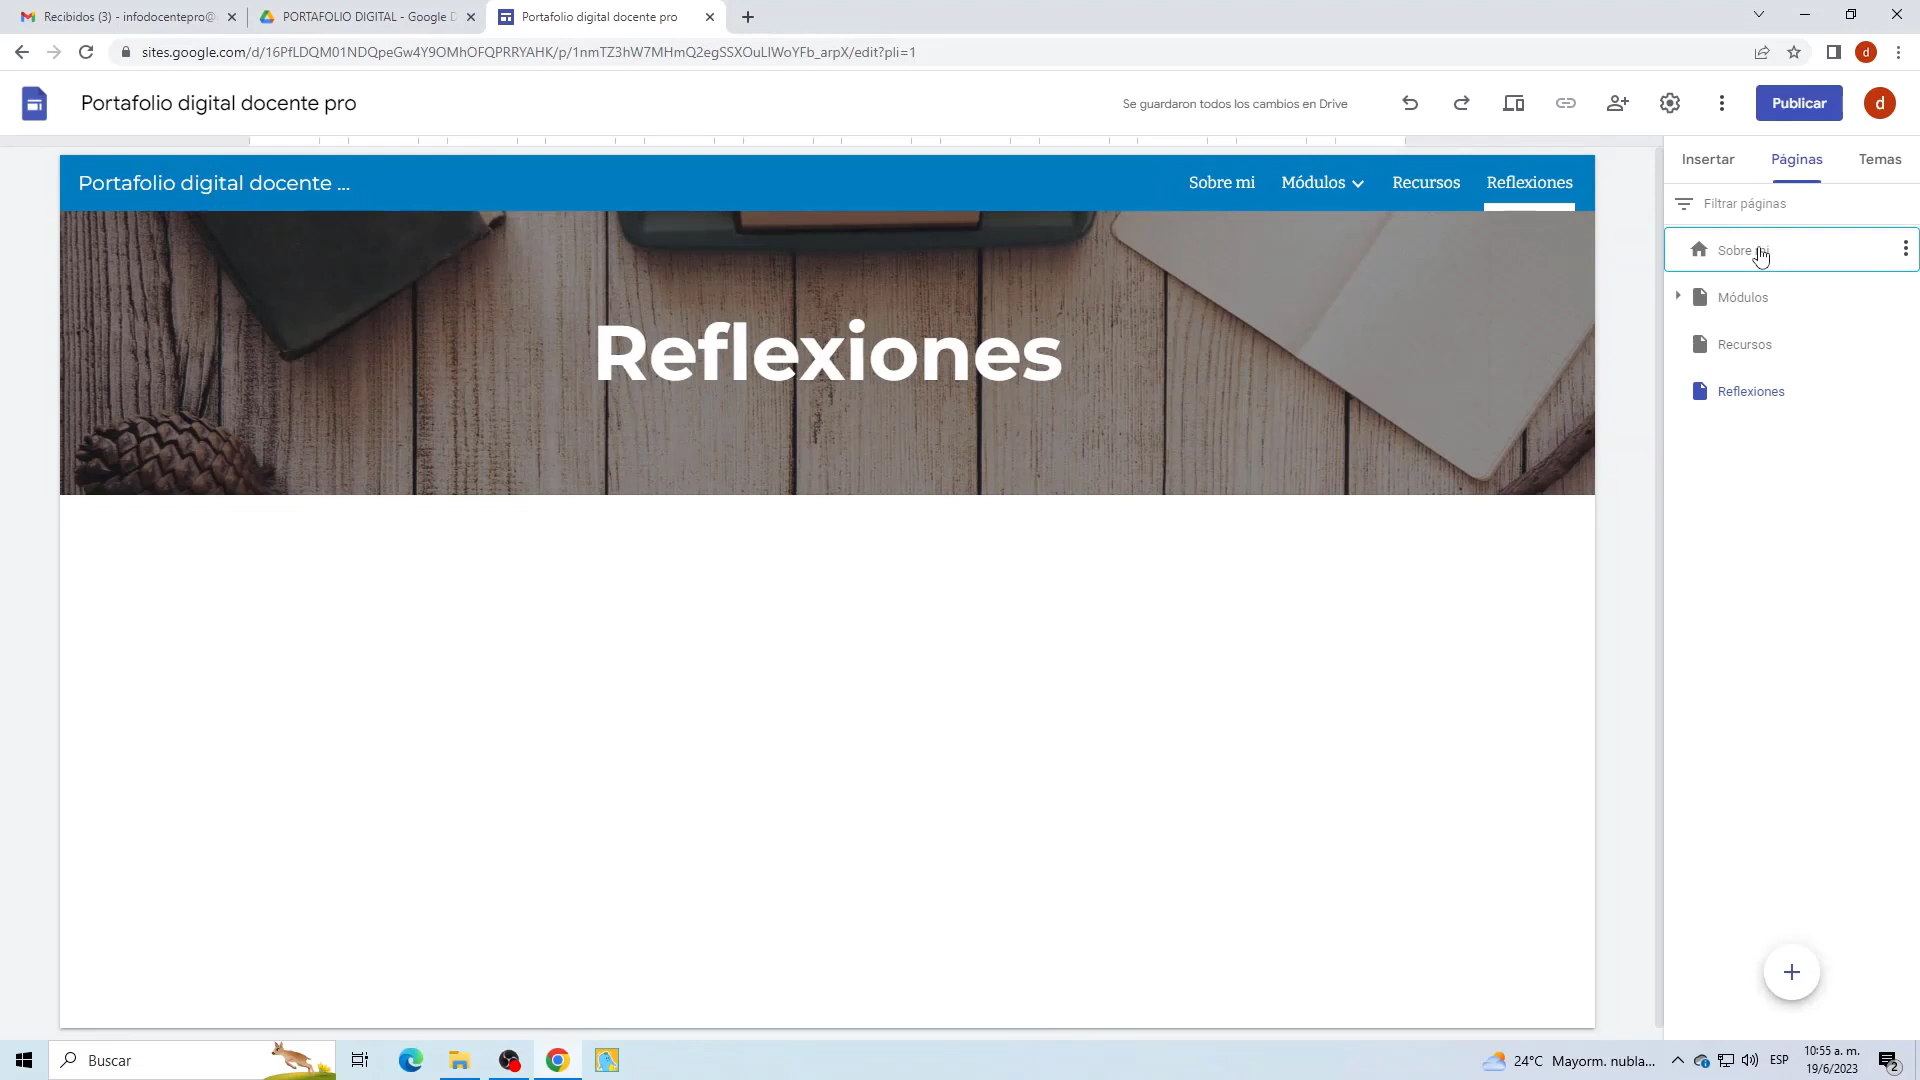 Recibidos (3) - infodocentepro@
PORTAFOLIO DIGITAL - Google D
Portafolio digital docente pro
sites.google.com/d/16PfLDQM01NDQpeGw4Y9OMhOFQPRRYAHK/p/1nmTZ3hW7MHmQ2egSSXOuLlWoYFb_arpX/edit?pli=1
d
Portafolio digital docente pro
Se guardaron todos los cambios en Drive
Publicar
d
Insertar
Páginas
Temas
Portafolio digital docente ...
Sobre mi
Módulos
Recursos
Reflexiones
Filtrar páginas
Sobre mi
Módulos
Recursos
Reflexiones
Reflexiones
Buscar
24°C Mayorm. nubla...
ESP
10:55 a. m.
19/6/2023
2